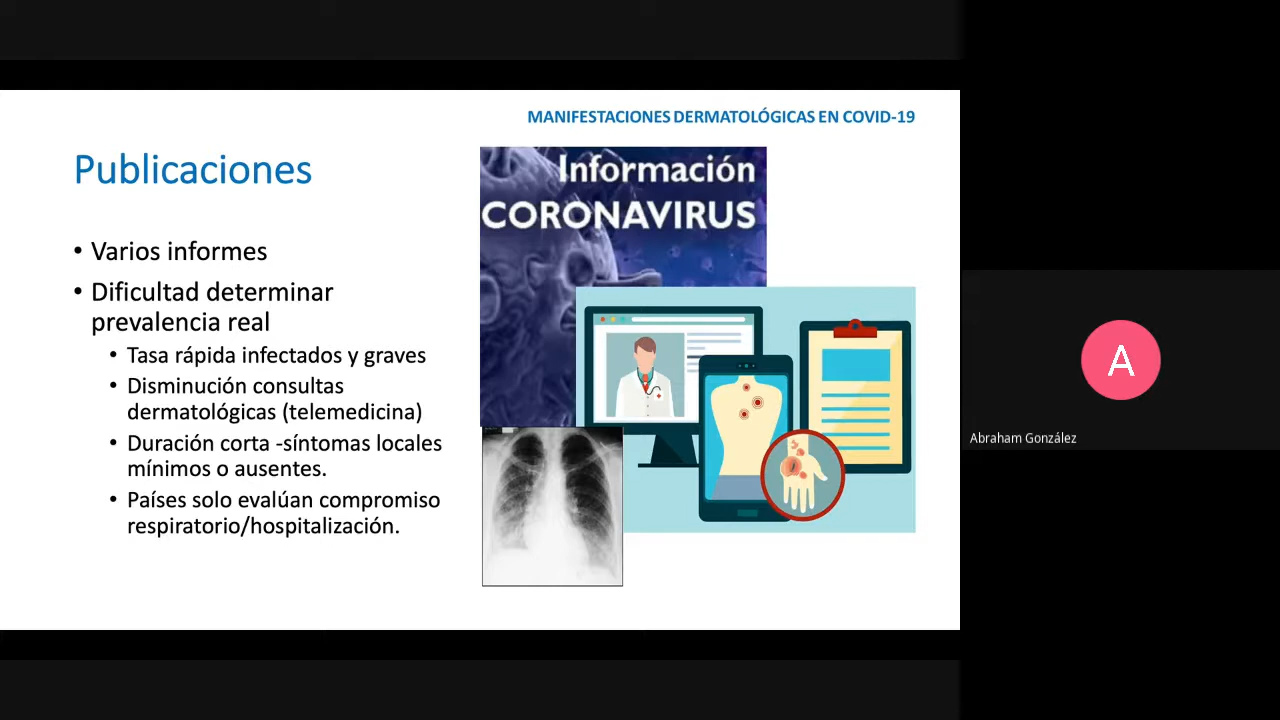 MANIFESTACIONES DERMATOLÓGICAS EN COVID-19
Publicaciones
• Varios informes
• Dificultad determinar
prevalencia real
• Tasa rápida infectados y graves
• Disminución consultas
dermatológicas (telemedicina)
• Duración corta -síntomas locales
mínimos o ausentes.
• Países solo evalúan compromiso
respiratorio/hospitalización.
Información
CORONAVIRUS
A
Abraham González